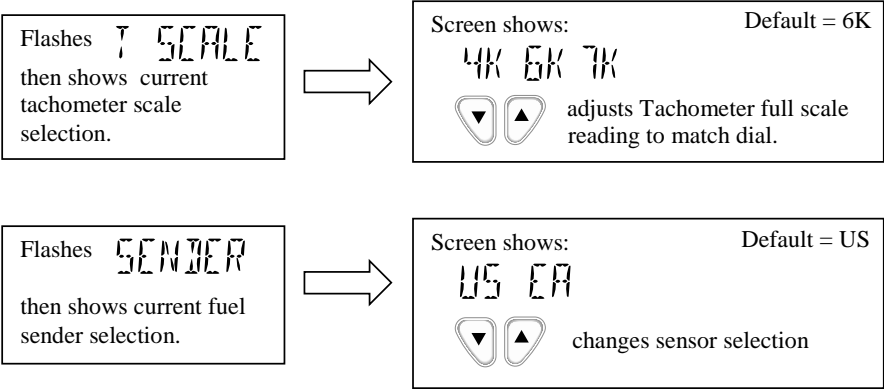 Flashes T SCALE
then shows current
tachometer scale
selection.
Screen shows: Default = 6K
4K 6K 7K
adjusts Tachometer full scale
reading to match dial.
Flashes SENDER
then shows current fuel
sender selection.
Screen shows: Default = US
US EA
changes sensor selection